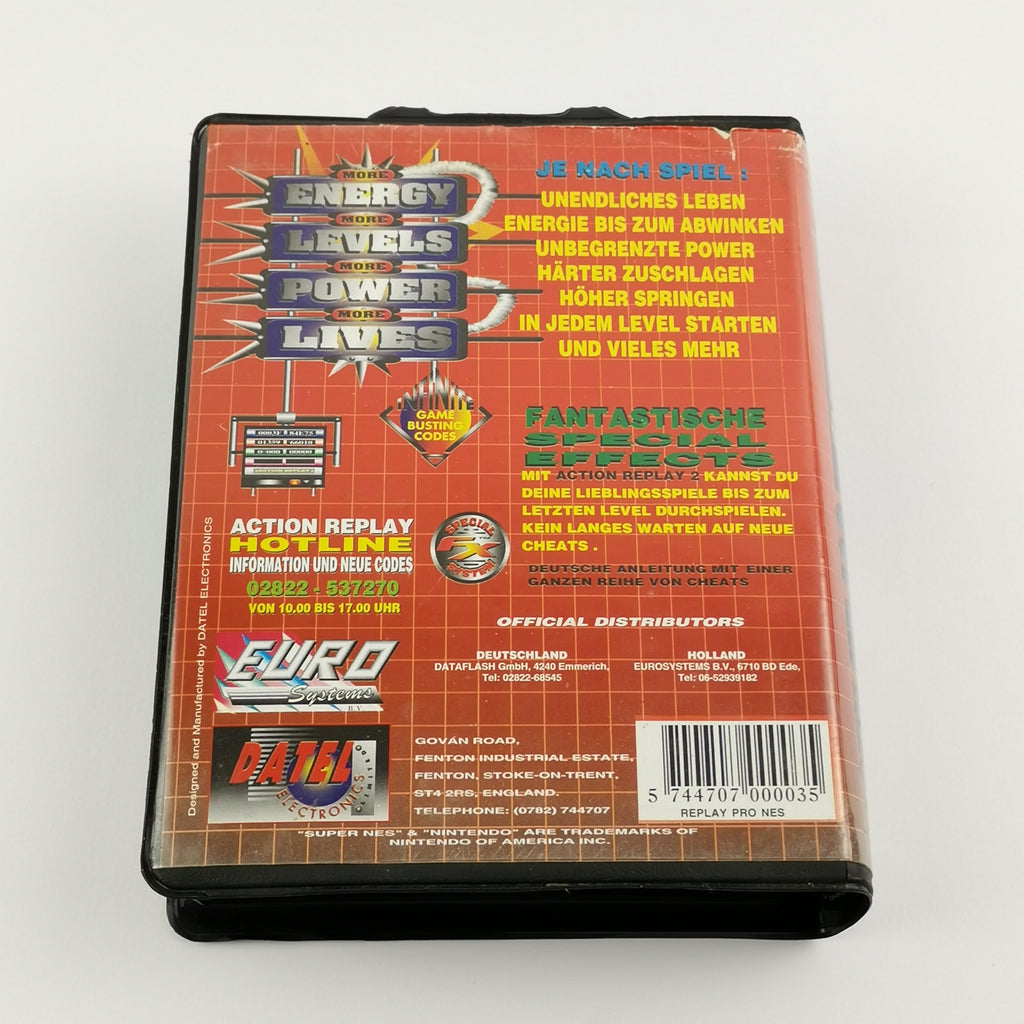 MORE
ENERGY
MORE
LEVELS
MORE
POWER
MORE
LIVES
INFINITE
GAME
BUSTING
CODES
JE NACH SPIEL :
UNENDLICHES LEBEN
ENERGIE BIS ZUM ABWINKEN
UNBEGRENZTE POWER
HÄRTER ZUSCHLAGEN
HÖHER SPRINGEN
IN JEDEM LEVEL STARTEN
UND VIELES MEHR
FANTASTISCHE
SPECIAL
EFFECTS
MIT ACTION REPLAY 2 KANNST DU
DEINE LIEBLINGSSPIELE BIS ZUM
LETZTEN LEVEL DURCHSPIELEN.
KEIN LANGES WARTEN AUF NEUE
CHEATS .
DEUTSCHE ANLEITUNG MIT EINER
GANZEN REIHE VON CHEATS
ACTION REPLAY
HOTLINE
INFORMATION UND NEUE CODES
02822 - 537270
VON 10.00 BIS 17.00 UHR
SPECIAL
FX
SYSTEM
OFFICIAL DISTRIBUTORS
DEUTSCHLAND
DATAFLASH GmbH, 4240 Emmerich,
Tel: 02822-68545
HOLLAND
EUROSYSTEMS B.V., 6710 BD Ede,
Tel: 06-52939182
Designed and Manufactured by DATEL ELECTRONICS
EURO
Systems
B.V.
DATEL
ELECTRONICS
LIMITED
GOVAN ROAD,
FENTON INDUSTRIAL ESTATE,
FENTON, STOKE-ON-TRENT,
ST4 2RS, ENGLAND.
TELEPHONE: (0782) 744707
5 744707 000035
REPLAY PRO NES
"SUPER NES" & "NINTENDO" ARE TRADEMARKS OF
NINTENDO OF AMERICA INC.